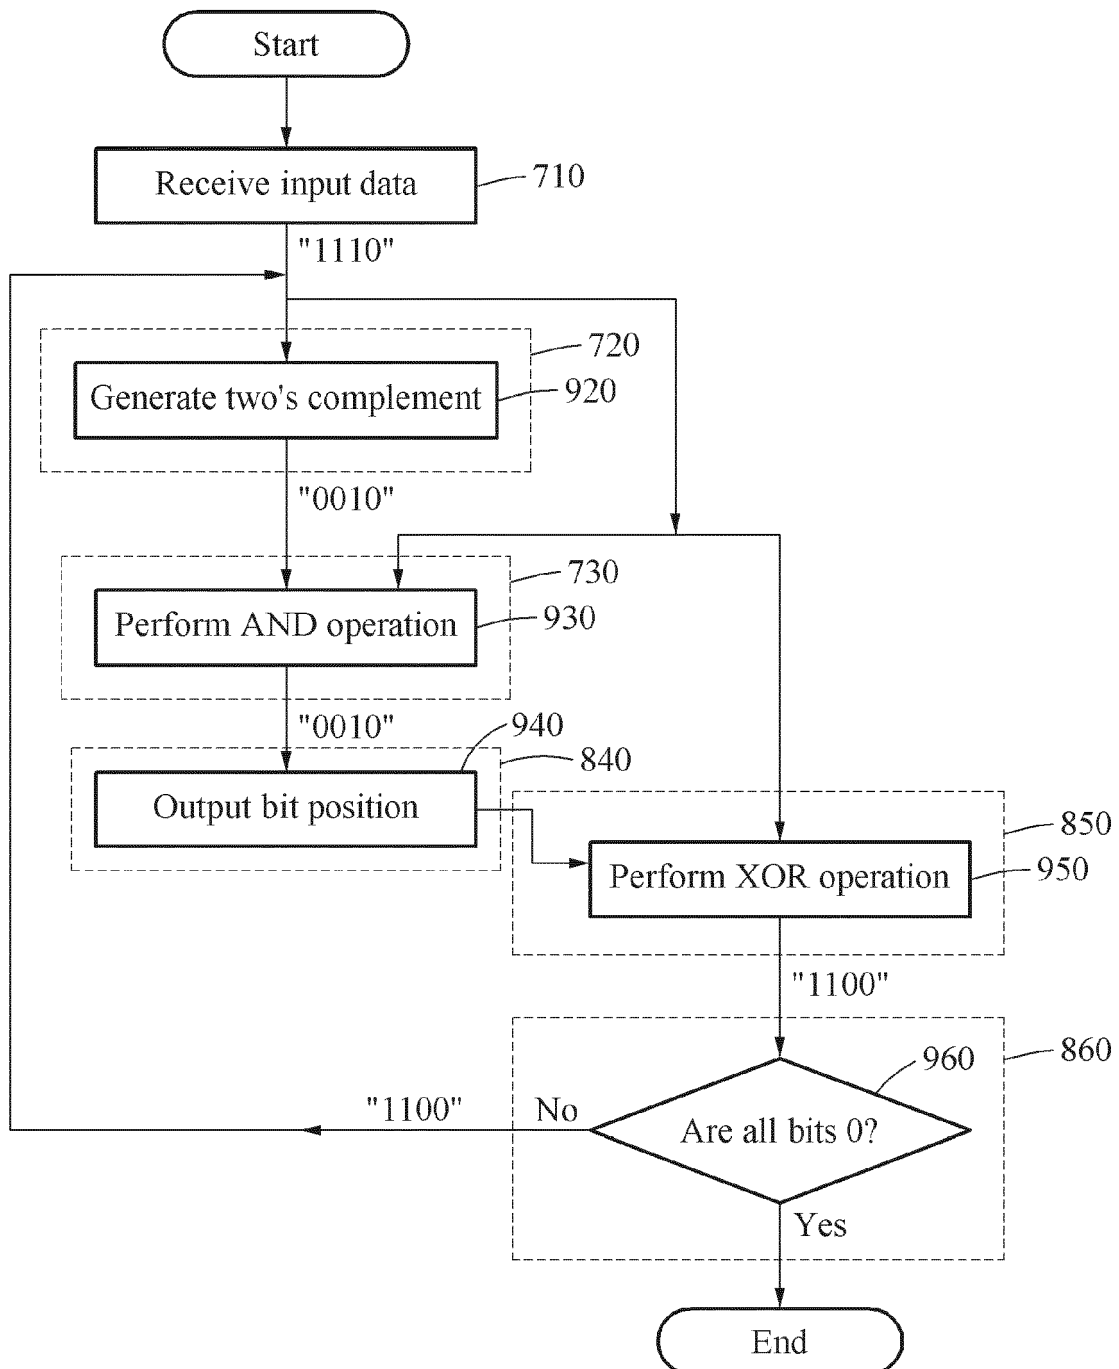 Start
Receive input data
710
"1110"
720
Generate two's complement
920
"0010"
730
Perform AND operation
930
"0010"
940
840
Output bit position
850
Perform XOR operation
950
"1100"
860
960
"1100"
No
Are all bits 0?
Yes
End